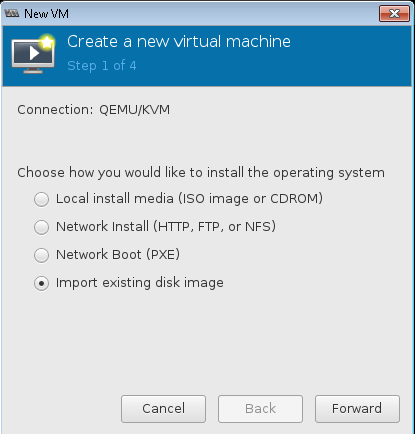 New VM
Create a new virtual machine
Step 1 of 4
Connection: QEMU/KVM
Choose how you would like to install the operating system
Local install media (ISO image or CDROM)
Network Install (HTTP, FTP, or NFS)
Network Boot (PXE)
Import existing disk image
Cancel Back Forward